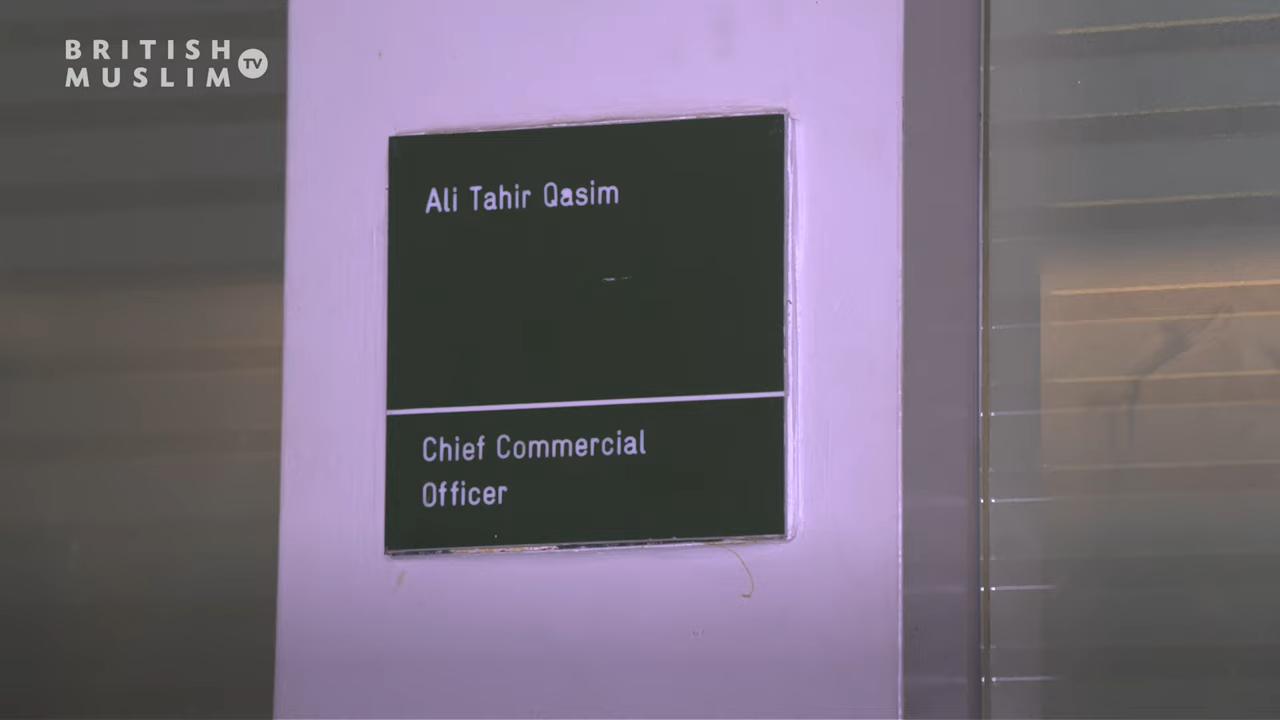 BRITISH
MUSLIM TV
Ali Tahir Qasim
Chief Commercial
Officer